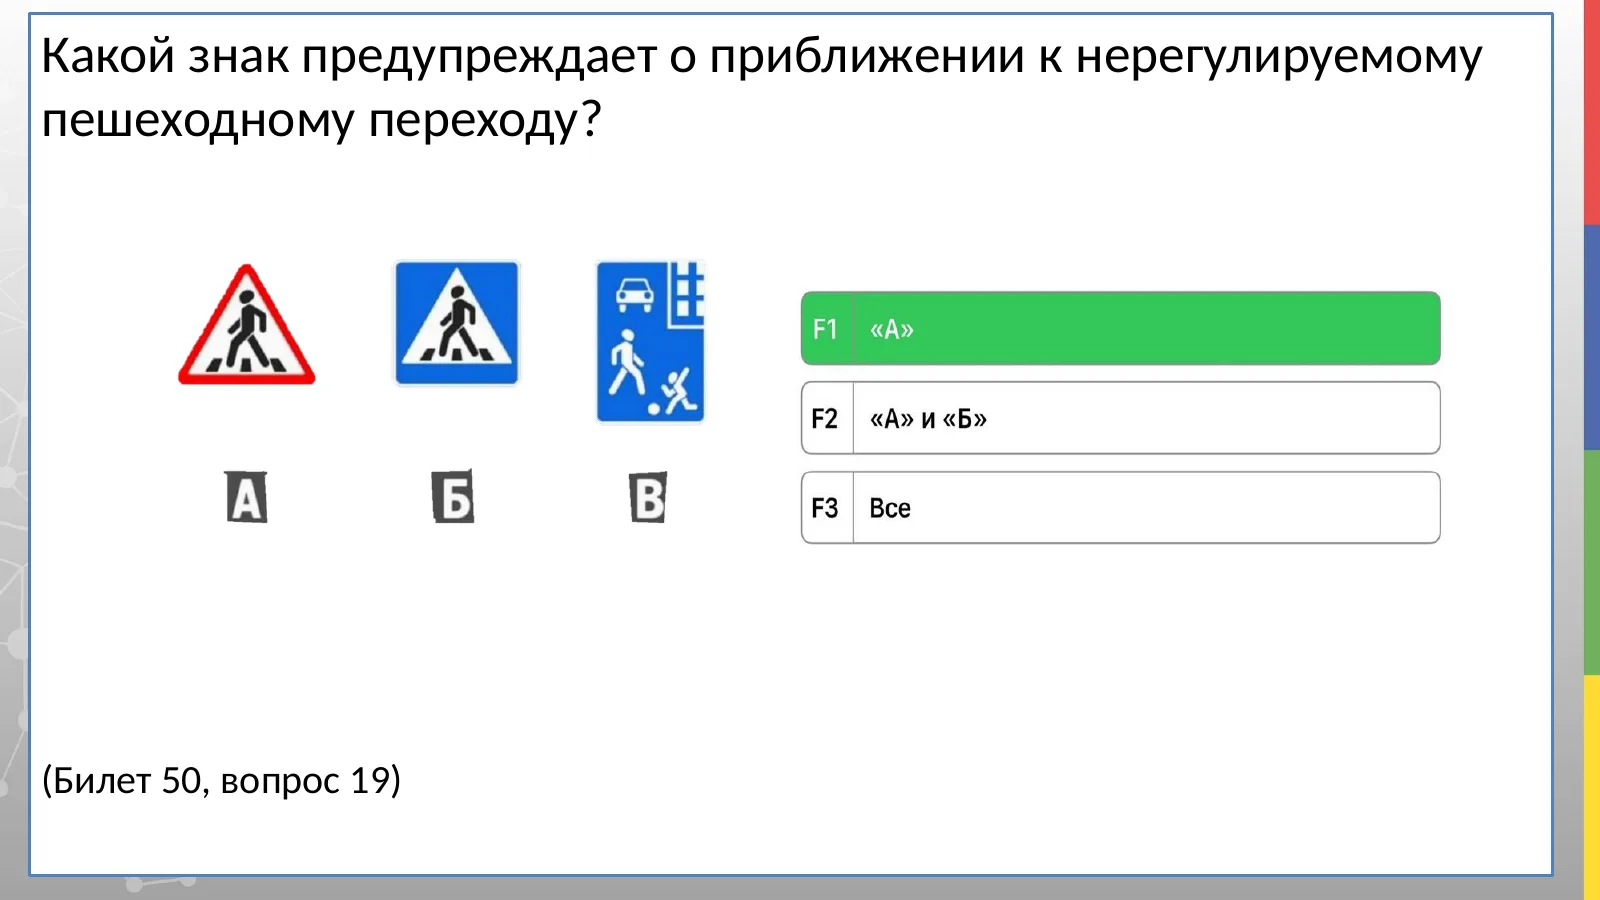 Какой знак предупреждает о приближении к нерегулируемому
пешеходному переходу?
А Б В
F1 «А»
F2 «А» и «Б»
F3 Все
(Билет 50, вопрос 19)